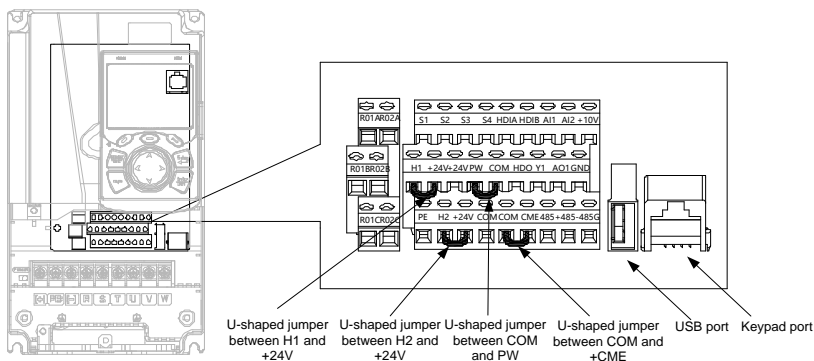 R01A R02A
S1 S2 S3 S4 HDIA HDIB AI1 AI2 +10V
R01B R02B
H1 +24V +24V PW COM HDO Y1 AO1 GND
R01C R02C
PE H2 +24V COM COM CME 485+ 485- 485G
(+) PB (-) R S T U V W
U-shaped jumper
between H1 and
+24V
U-shaped jumper
between H2 and
+24V
U-shaped jumper
between COM
and PW
U-shaped jumper
between COM and
+CME
USB port
Keypad port